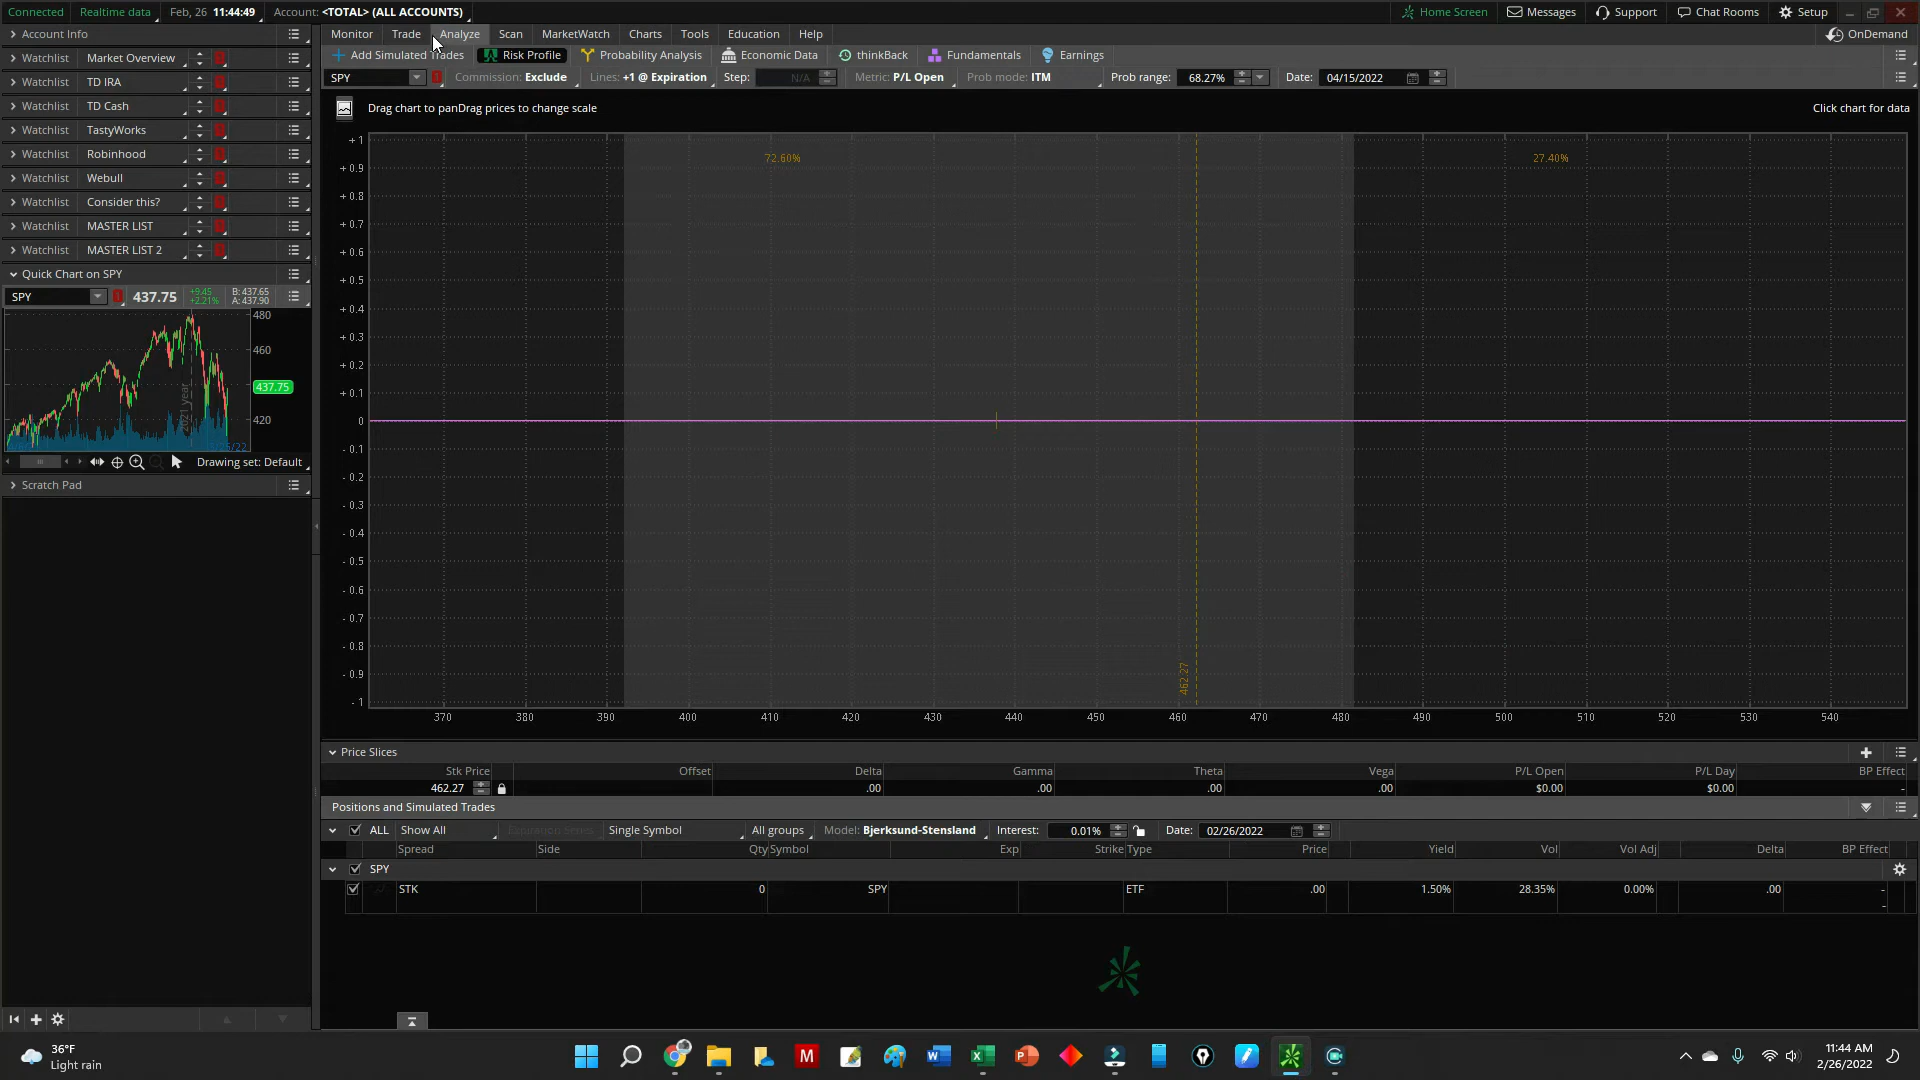 Connected Realtime data Feb, 26 11:44:49 Account: <TOTAL> (ALL ACCOUNTS) Home Screen Messages Support Chat Rooms Setup
Account Info
Monitor Trade Analyze Scan MarketWatch Charts Tools Education Help OnDemand
Add Simulated Trades Risk Profile Probability Analysis Economic Data thinkBack Fundamentals Earnings
SPY Commission: Exclude Lines: +1 @ Expiration Step: N/A Metric: P/L Open Prob mode: ITM Prob range: 68.27% Date: 04/15/2022
Drag chart to panDrag prices to change scale Click chart for data
Watchlist Market Overview
Watchlist TD IRA
Watchlist TD Cash
Watchlist TastyWorks
Watchlist Robinhood
Watchlist Webull
Watchlist Consider this?
Watchlist MASTER LIST
Watchlist MASTER LIST 2
Quick Chart on SPY
SPY 437.75 +9.45 +2.21% B: 437.65 A: 437.90
480
460
437.75
420
Drawing set: Default
Scratch Pad
72.60% 27.40%
+1
+0.9
+0.8
+0.7
+0.6
+0.5
+0.4
+0.3
+0.2
+0.1
0
-0.1
-0.2
-0.3
-0.4
-0.5
-0.6
-0.7
-0.8
-0.9
-1
462.27
370 380 390 400 410 420 430 440 450 460 470 480 490 500 510 520 530 540
Price Slices
Stk Price Offset Delta Gamma Theta Vega P/L Open P/L Day BP Effect
462.27 .00 .00 .00 .00 $0.00 $0.00 -
Positions and Simulated Trades
ALL Show All Single Symbol All groups Model: Bjerksund-Stensland Interest: 0.01% Date: 02/26/2022
Spread Side Qty Symbol Exp Strike Type Price Yield Vol Vol Adj Delta BP Effect
SPY
STK 0 SPY ETF .00 1.50% 28.35% 0.00% .00 -
-
36°F
Light rain
11:44 AM
2/26/2022